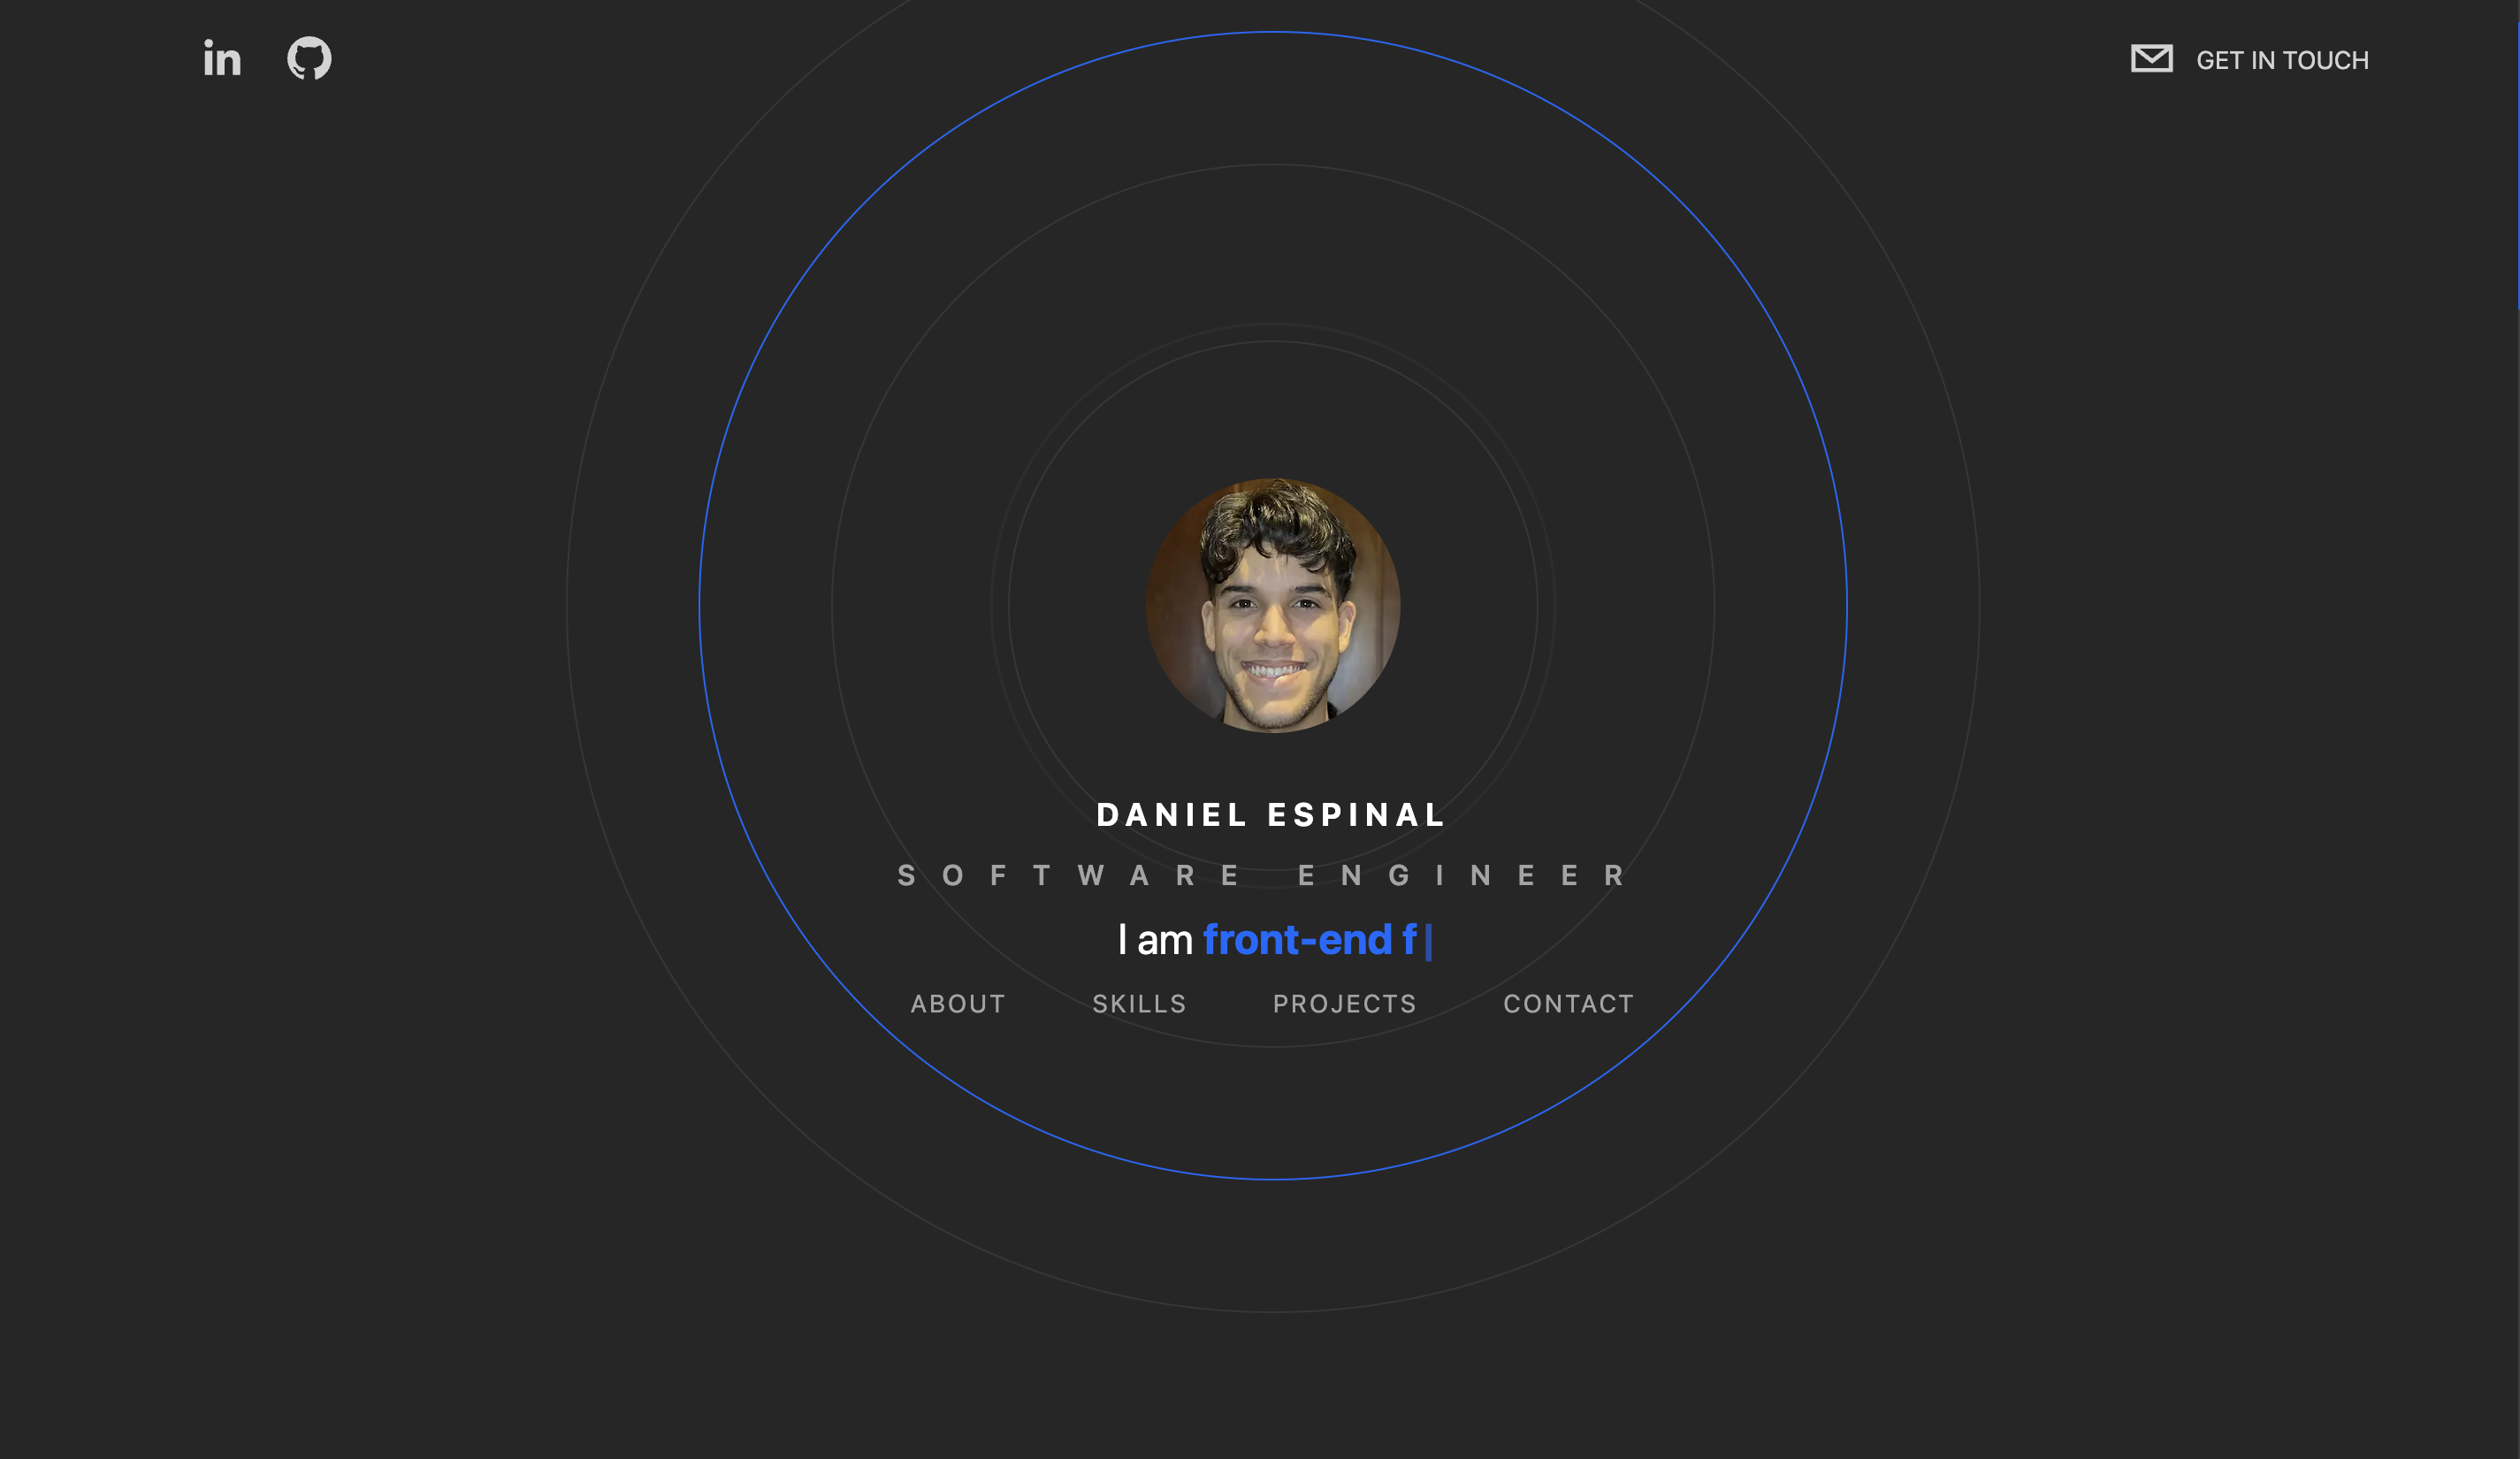 in
GET IN TOUCH
DANIEL ESPINAL
SOFTWARE ENGINEER
I am front-end f|
ABOUT SKILLS PROJECTS CONTACT